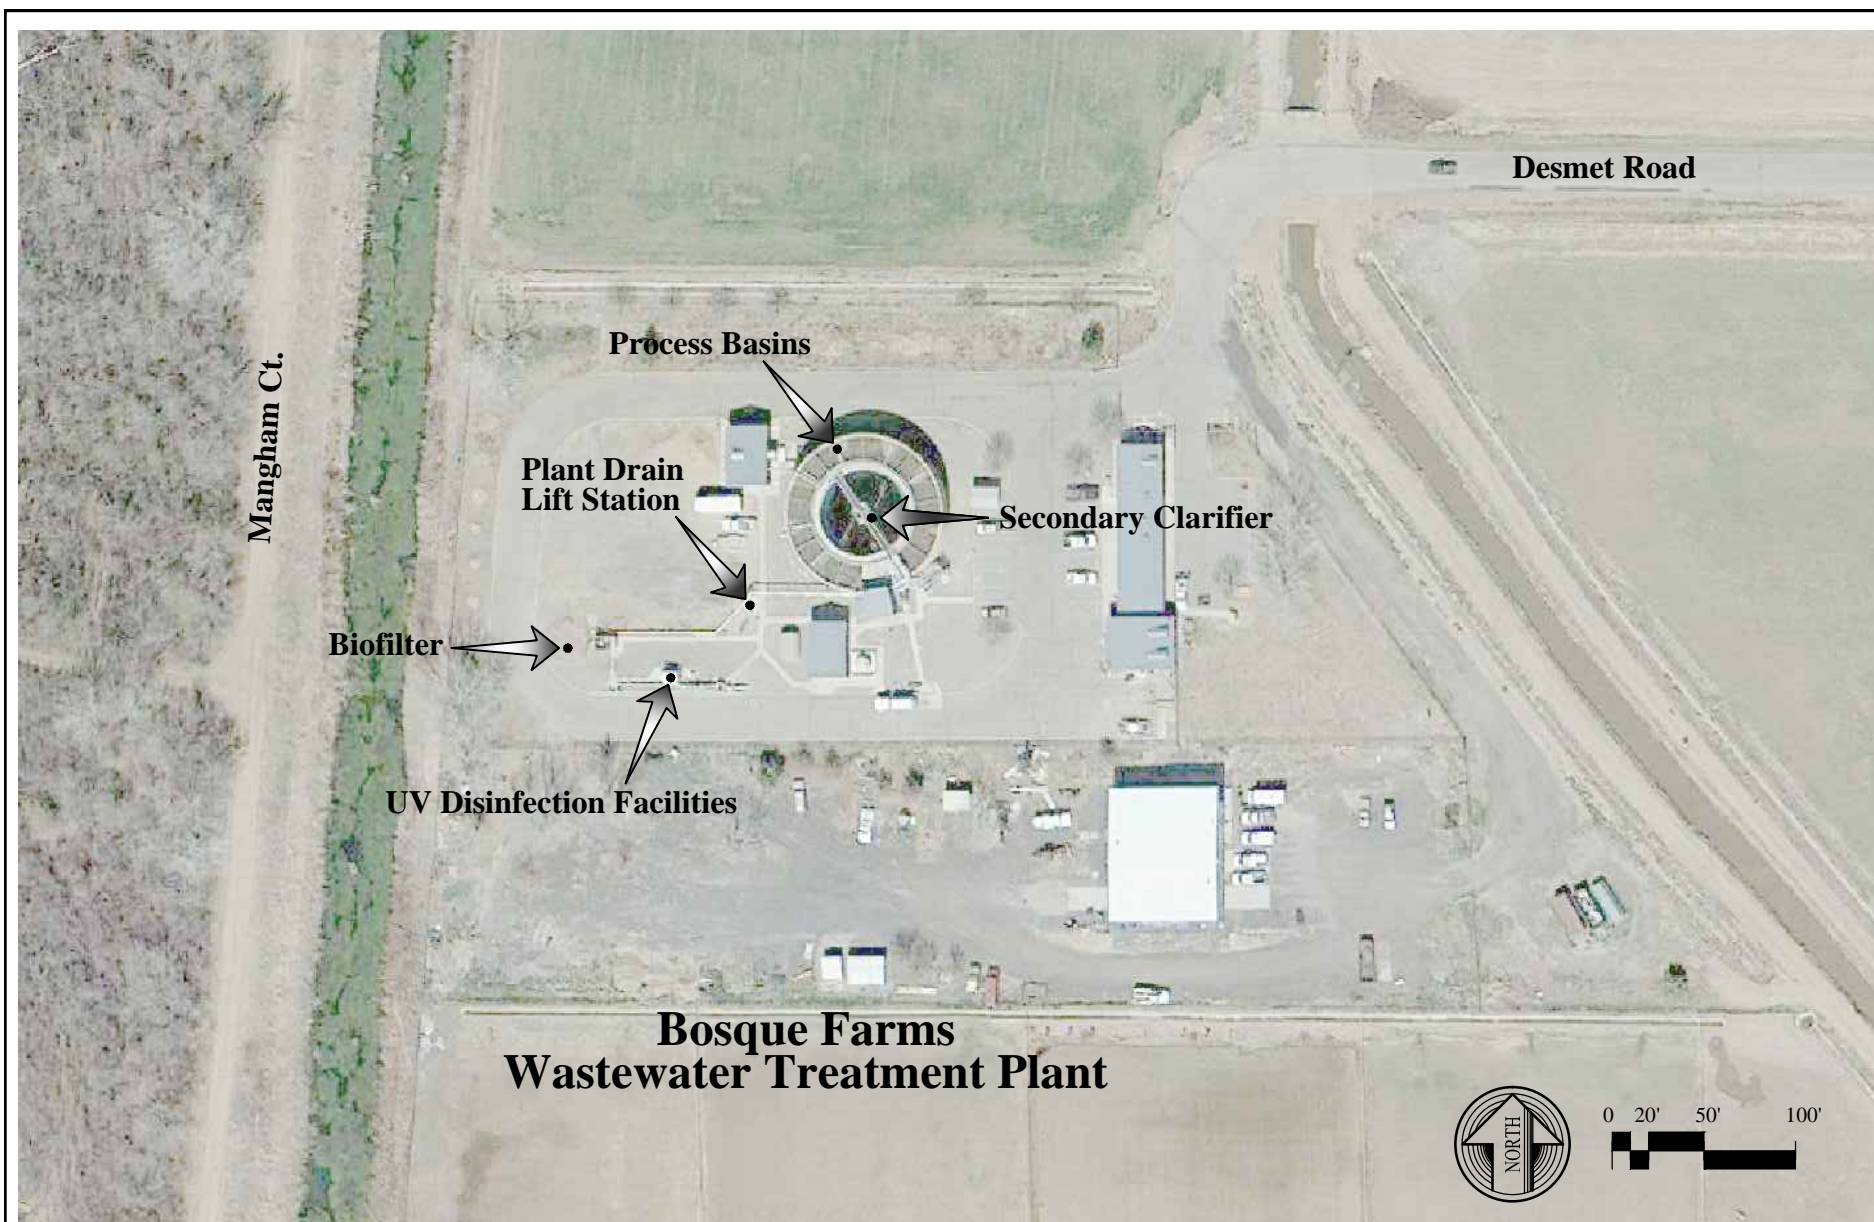 Desmet Road
Process Basins
Mangham Ct.
Plant Drain
Lift Station
Secondary Clarifier
Biofilter
UV Disinfection Facilities
Bosque Farms
Wastewater Treatment Plant
NORTH
0 20' 50' 100'